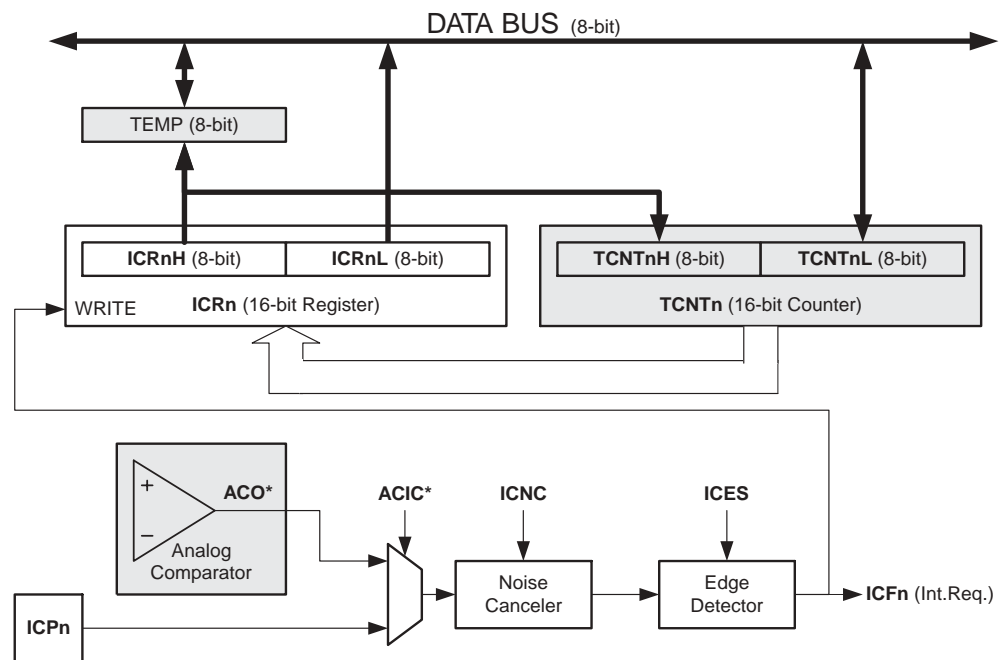 DATA BUS (8-bit)
TEMP (8-bit)
ICRnH (8-bit) ICRnL (8-bit) TCNTnH (8-bit) TCNTnL (8-bit)
WRITE ICRn (16-bit Register) TCNTn (16-bit Counter)
+
ACO* ACIC* ICNC ICES
−
Analog
Comparator
Noise
Canceler
Edge
Detector
ICFn (Int.Req.)
ICPn